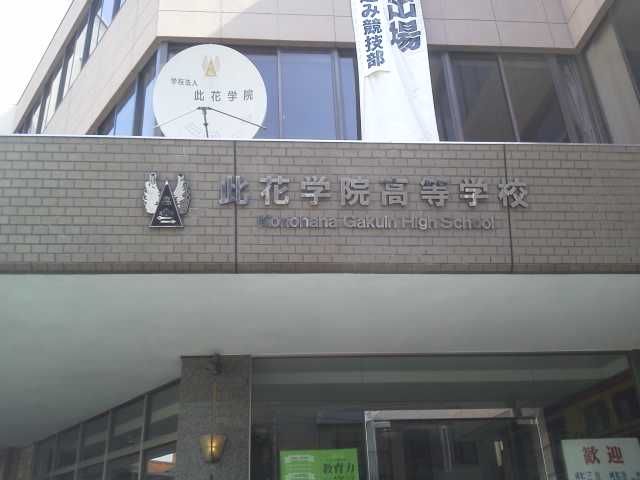 出場
み競技部
学校法人
此花学院
此花学院高等学校
Konohana Gakuin High School
教育力
歓迎